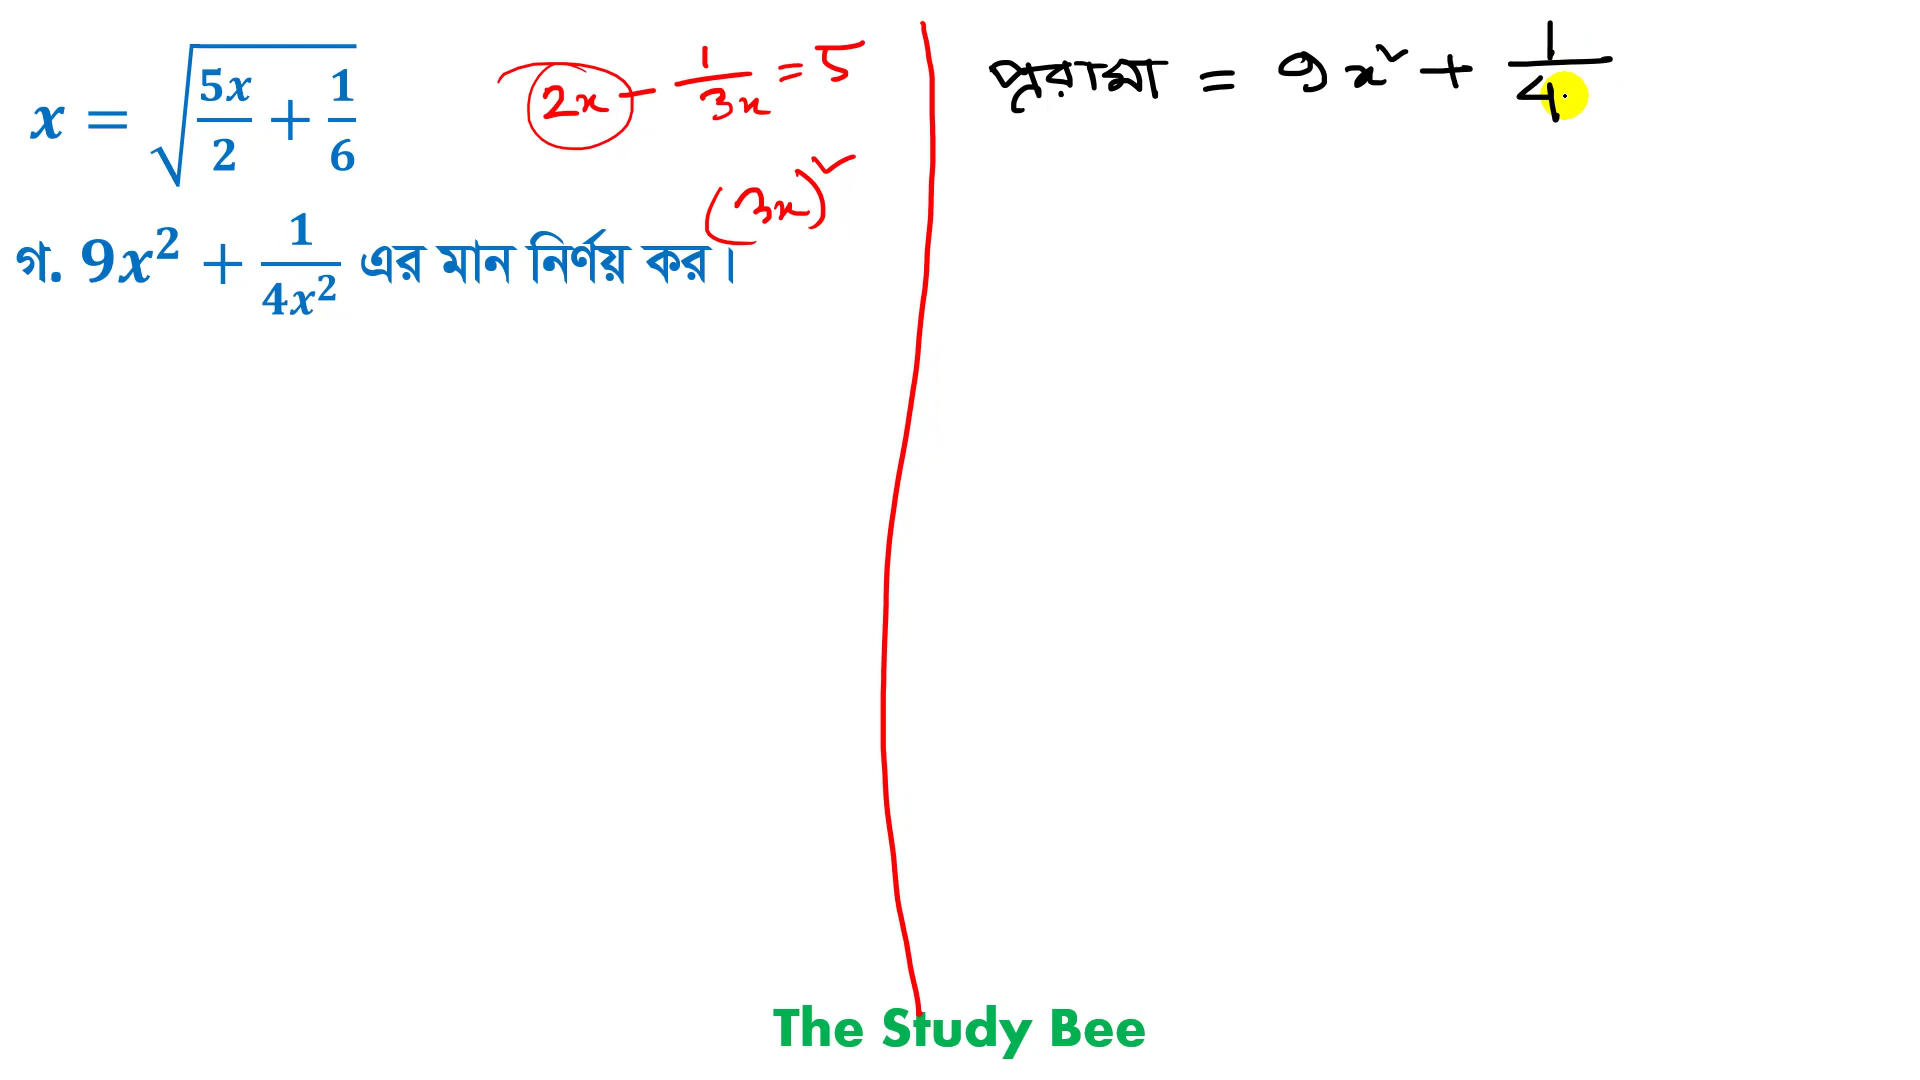 x = √(5x/2 + 1/6)
2x - 1/3x = 5
(3x)²
গ. 9x² + 1/4x² এর মান নির্ণয় কর।
= 9x² + 1/4
The Study Bee